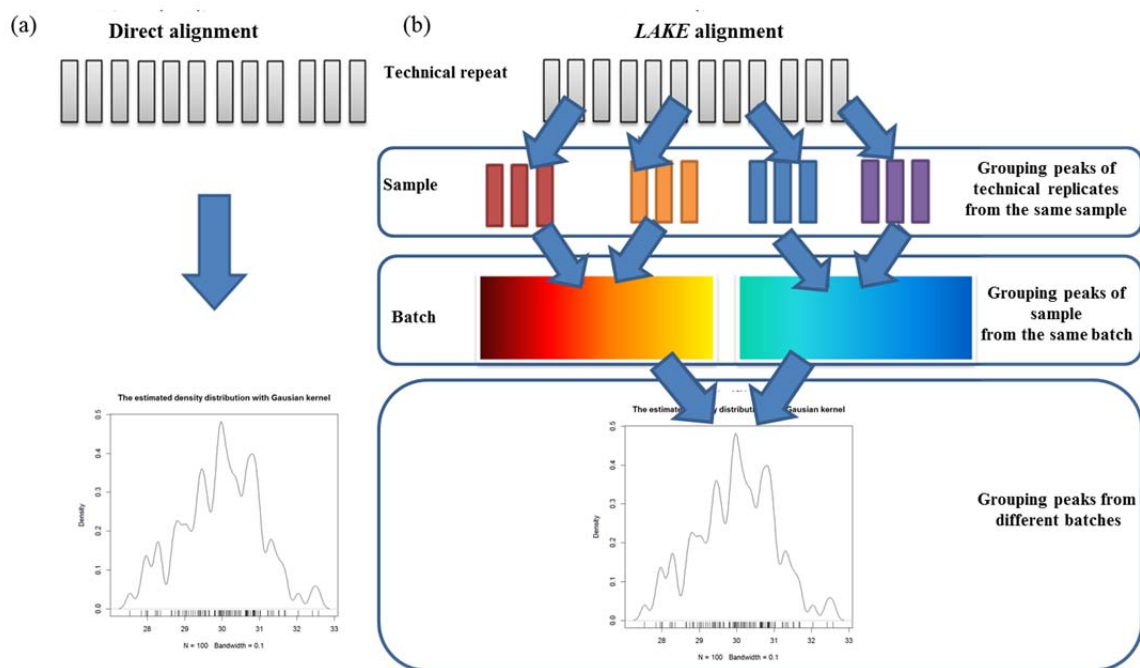 (a)
Direct alignment
(b)
LAKE alignment
Technical repeat
Sample
Grouping peaks of
technical replicates
from the same sample
Batch
Grouping peaks of
sample
from the same batch
The estimated density distribution with Gausian kernel
Density
0.5
0.4
0.3
0.2
0.1
0.0
28 29 30 31 32 33
N = 100 Bandwidth = 0.1
The estimated
Gausian kernel
Density
0.5
0.4
0.3
0.2
0.1
0.0
28 29 30 31 32 33
N = 100 Bandwidth = 0.1
Grouping peaks from
different batches